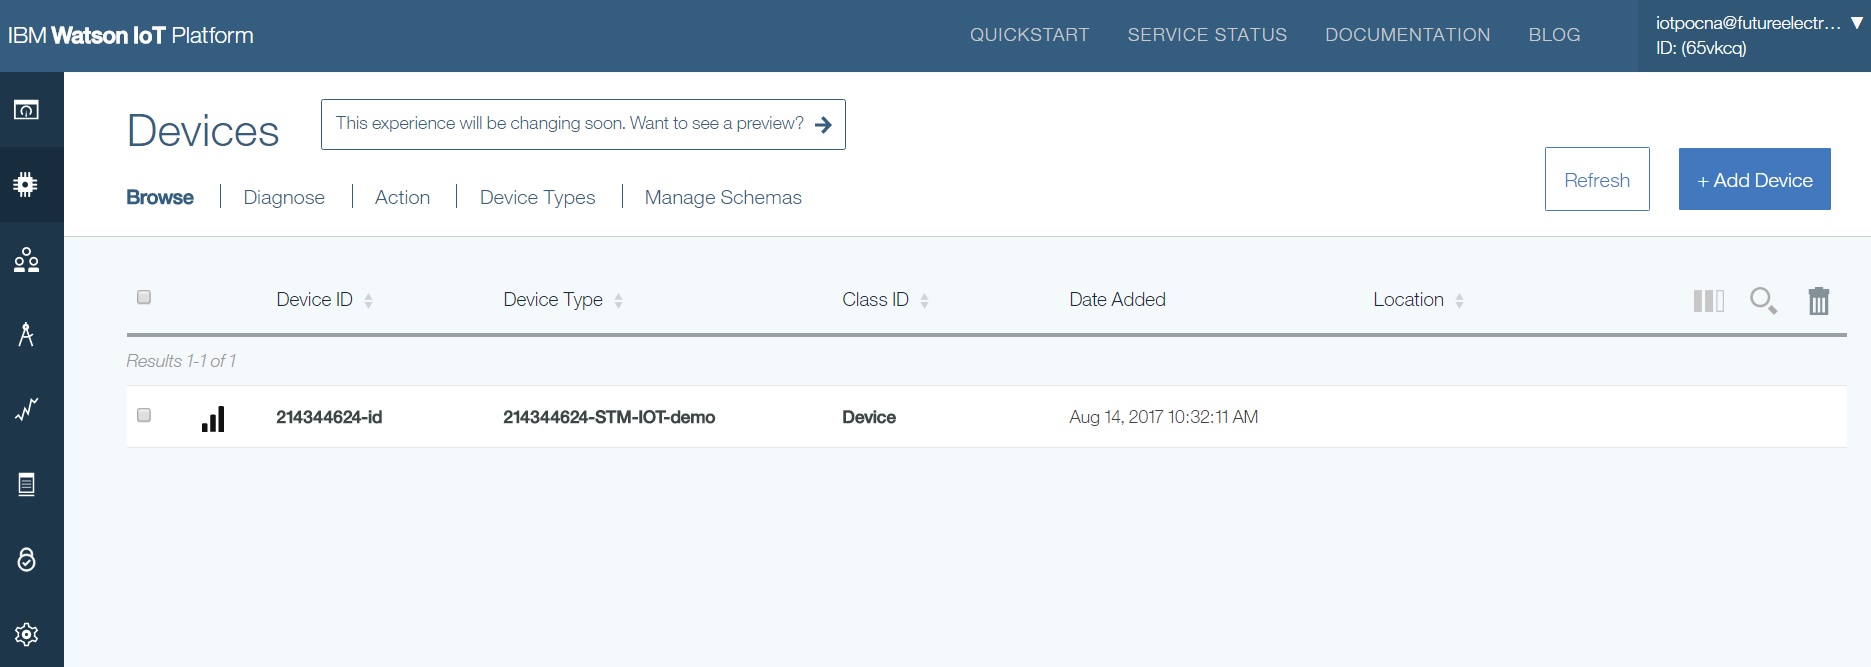 IBM Watson IoT Platform
QUICKSTART SERVICE STATUS DOCUMENTATION BLOG
iotpocna@futureelectr... ▼
ID: (65vkcq)
Devices
This experience will be changing soon. Want to see a preview? →
Browse | Diagnose | Action | Device Types | Manage Schemas
Refresh
+ Add Device
Device ID Device Type Class ID Date Added Location
Results 1-1 of 1
214344624-id 214344624-STM-IOT-demo Device Aug 14, 2017 10:32:11 AM